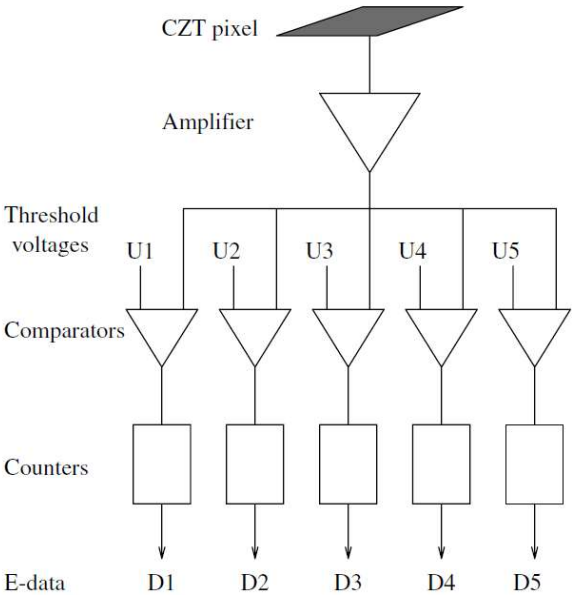 CZT pixel
Amplifier
Threshold
voltages
U1 U2 U3 U4 U5
Comparators
Counters
E-data D1 D2 D3 D4 D5